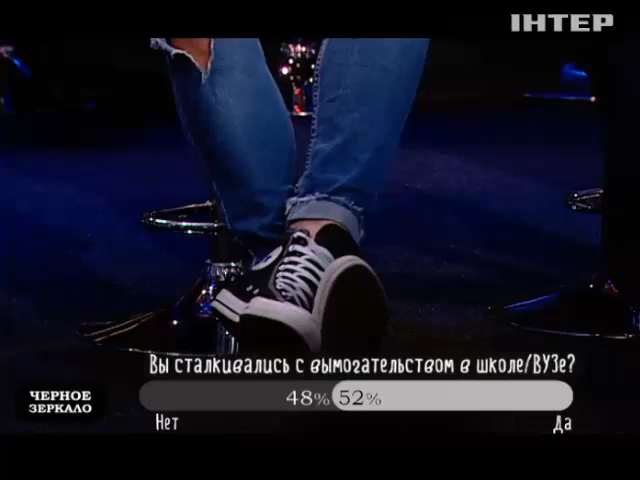 ІНТЕР
Вы сталкивались с вымогательством в школе/ВУЗе?
ЧЕРНОЕ
ЗЕРКАЛО
48% 52%
Нет
Да